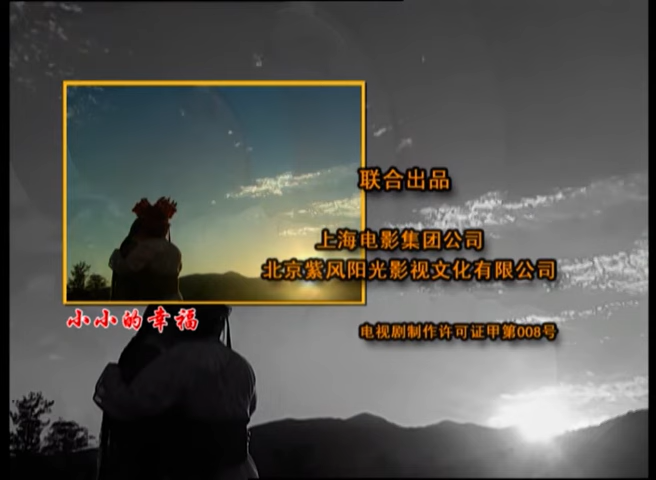 联合出品
上海电影集团公司
北京紫风阳光影视文化有限公司
小小的幸福
电视剧制作许可证甲第008号